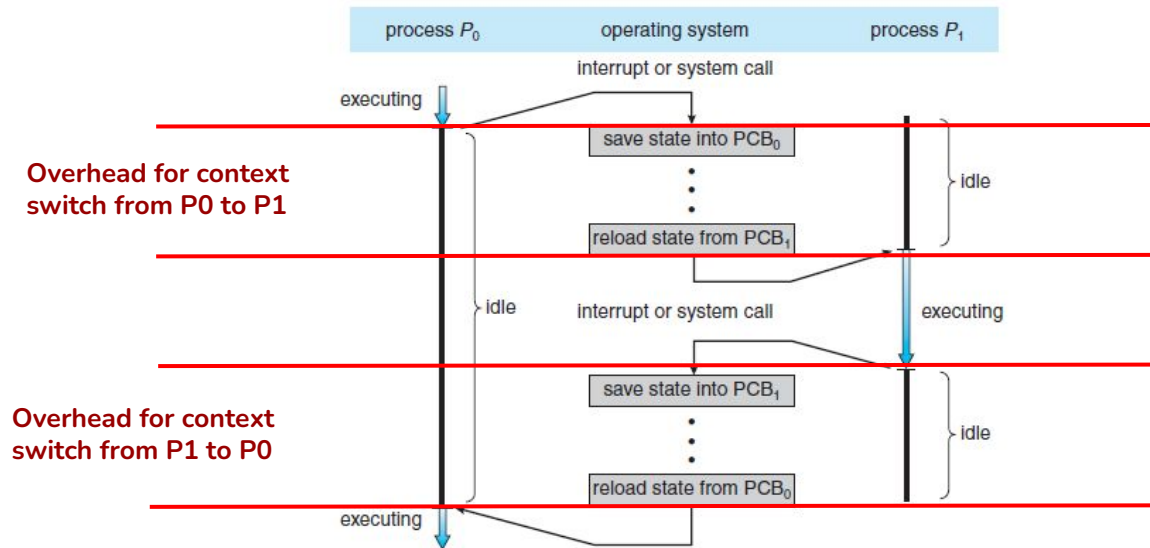 process P₀ operating system process P₁
interrupt or system call
executing
save state into PCB₀
Overhead for context
switch from P0 to P1
idle
reload state from PCB₁
idle
interrupt or system call
executing
save state into PCB₁
Overhead for context
switch from P1 to P0
idle
reload state from PCB₀
executing